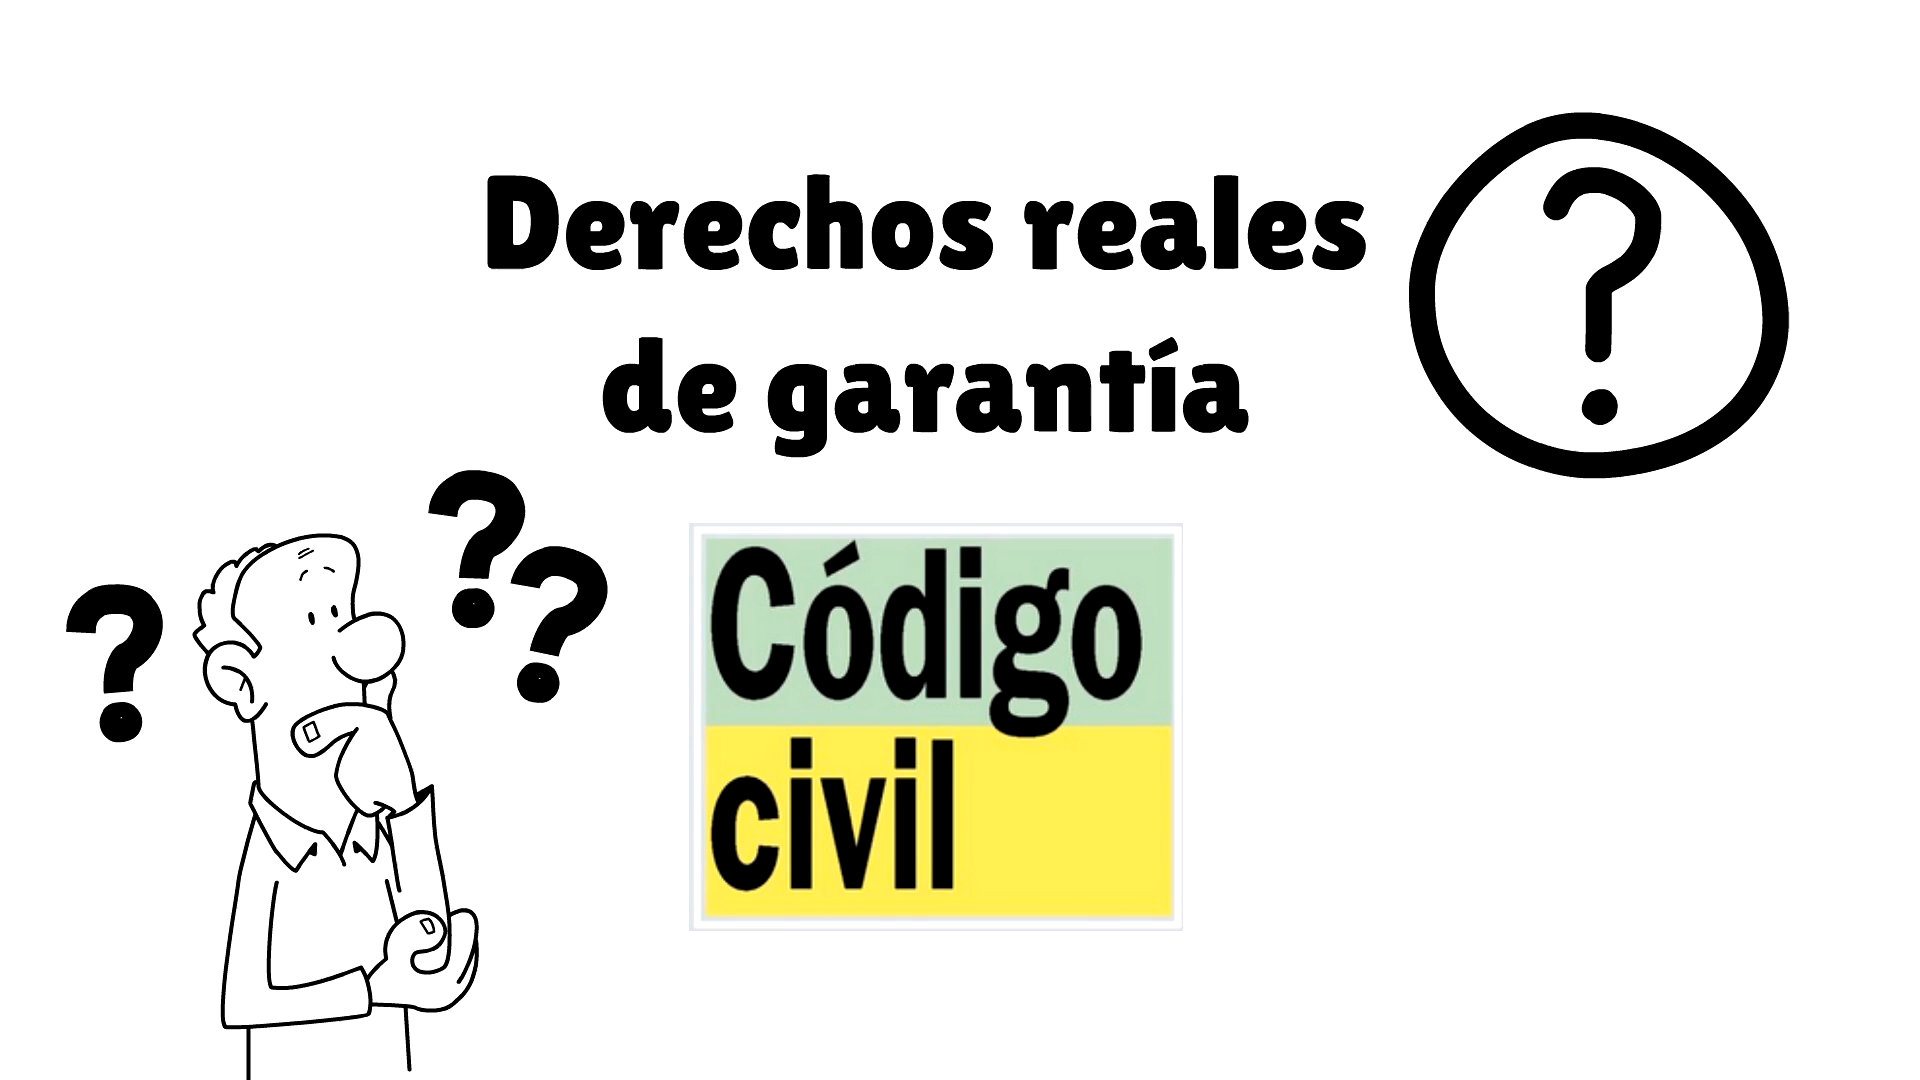 Derechos reales
de garantía
?
?
?
?
Código
civil